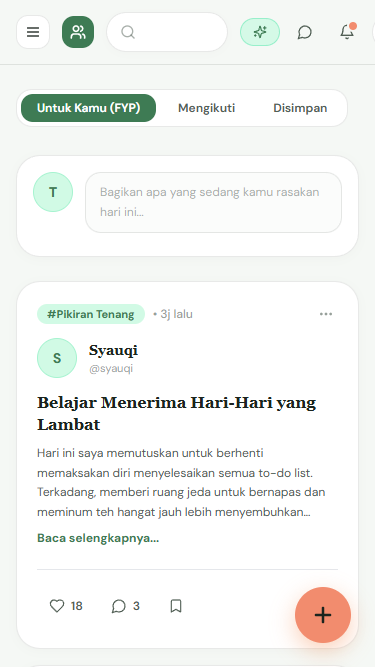 Untuk Kamu (FYP)
Mengikuti
Disimpan
T
Bagikan apa yang sedang kamu rasakan
hari ini...
#Pikiran Tenang
• 3j lalu
S
Syauqi
@syauqi
Belajar Menerima Hari-Hari yang
Lambat
Hari ini saya memutuskan untuk berhenti
memaksakan diri menyelesaikan semua to-do list.
Terkadang, memberi ruang jeda untuk bernapas dan
meminum teh hangat jauh lebih menyembuhkan…
Baca selengkapnya...
18
3